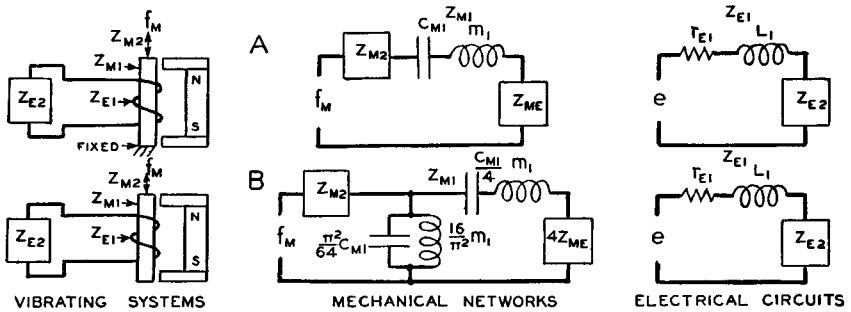 f_M
Z_M2
Z_M1
Z_E2
Z_E1
N
S
FIXED
f_M
Z_M2
Z_M1
Z_E2
Z_E1
N
S
VIBRATING SYSTEMS
A
Z_M1
C_M1 m_1
Z_M2
f_M
Z_ME
B
Z_M1 C_M1/4 m_1
Z_M2
f_M
π²/64 C_M1
16/π² m_1
4Z_ME
MECHANICAL NETWORKS
Z_E1
r_E1 L_1
e
Z_E2
Z_E1
r_E1 L_1
e
Z_E2
ELECTRICAL CIRCUITS